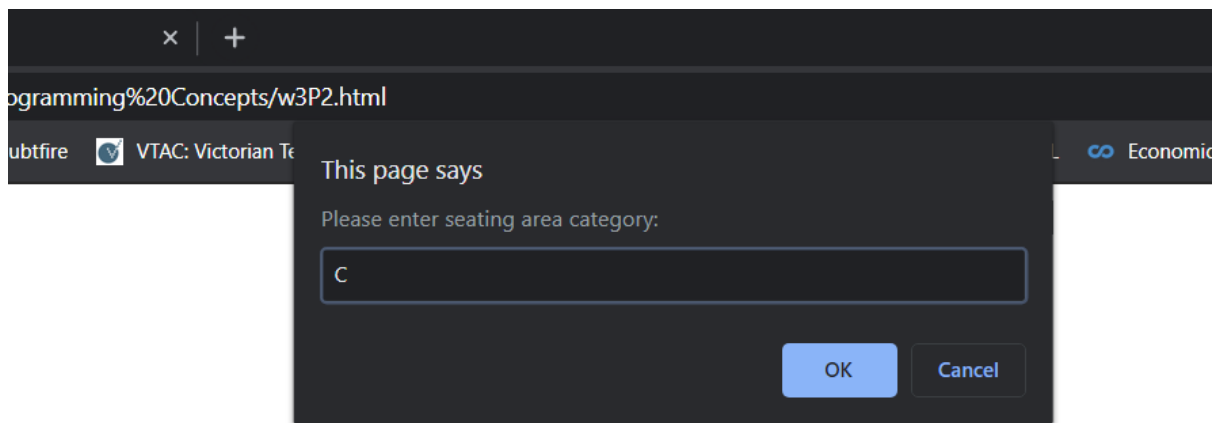 ogramming%20Concepts/w3P2.html
ubtfire VTAC: Victorian Te L Economic
This page says
Please enter seating area category:
C
OK Cancel